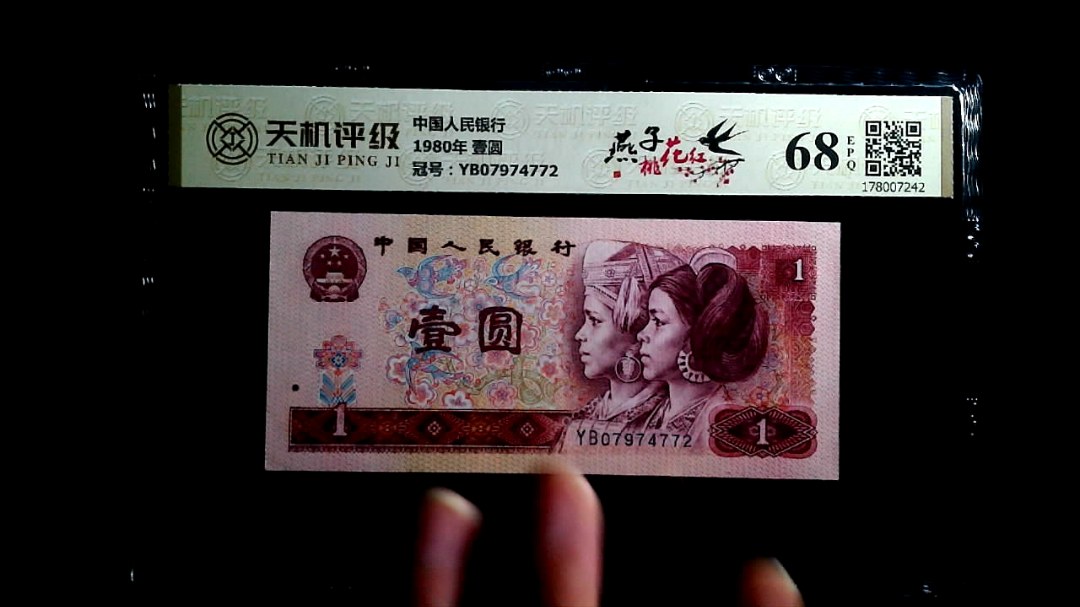 天机评级
TIAN JI PING JI
中国人民银行
1980年 壹圆
冠号：YB07974772
燕子
桃花红
68
EPQ
178007242
中国人民银行
1
壹圆
1
YB07974772
1